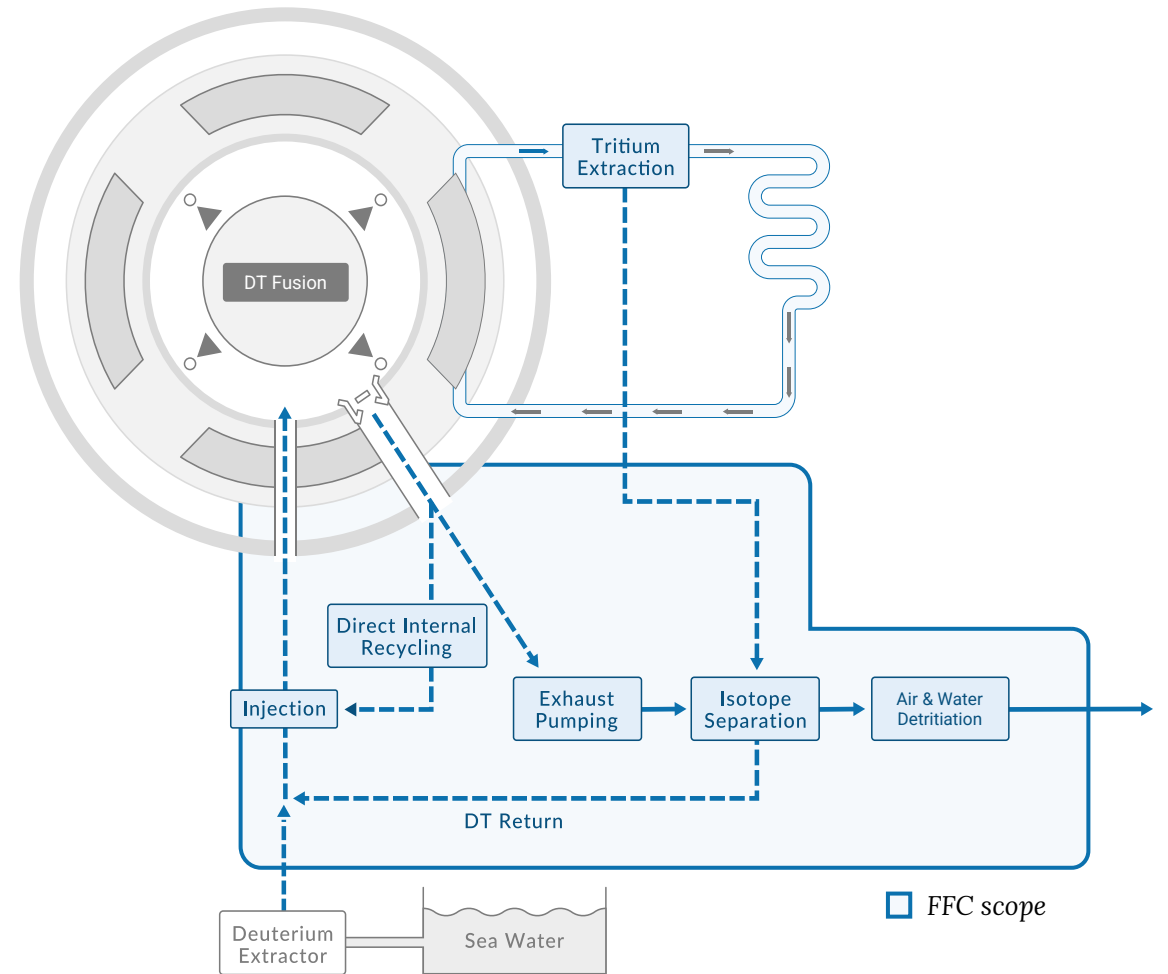 Tritium
Extraction
DT Fusion
Direct Internal
Recycling
Injection
Exhaust
Pumping
Isotope
Separation
Air & Water
Detritiation
DT Return
FFC scope
Deuterium
Extractor
Sea Water